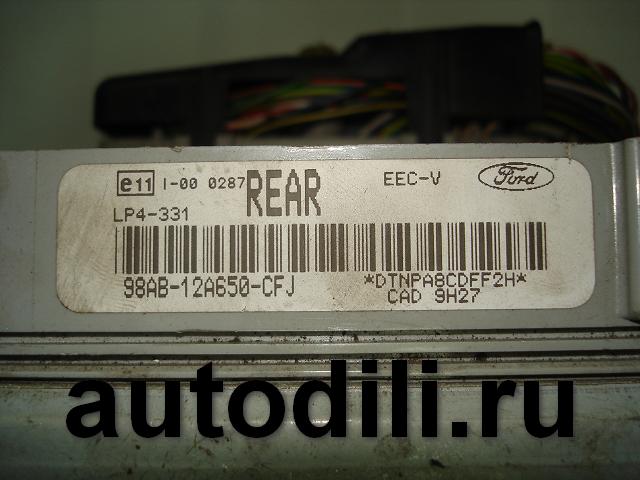 e11 I-00 0287 REAR EEC-V Ford
LP4-331
98AB-12A650-CFJ *DTNPA8CDFF2H*
CAD 9H27
autodili.ru